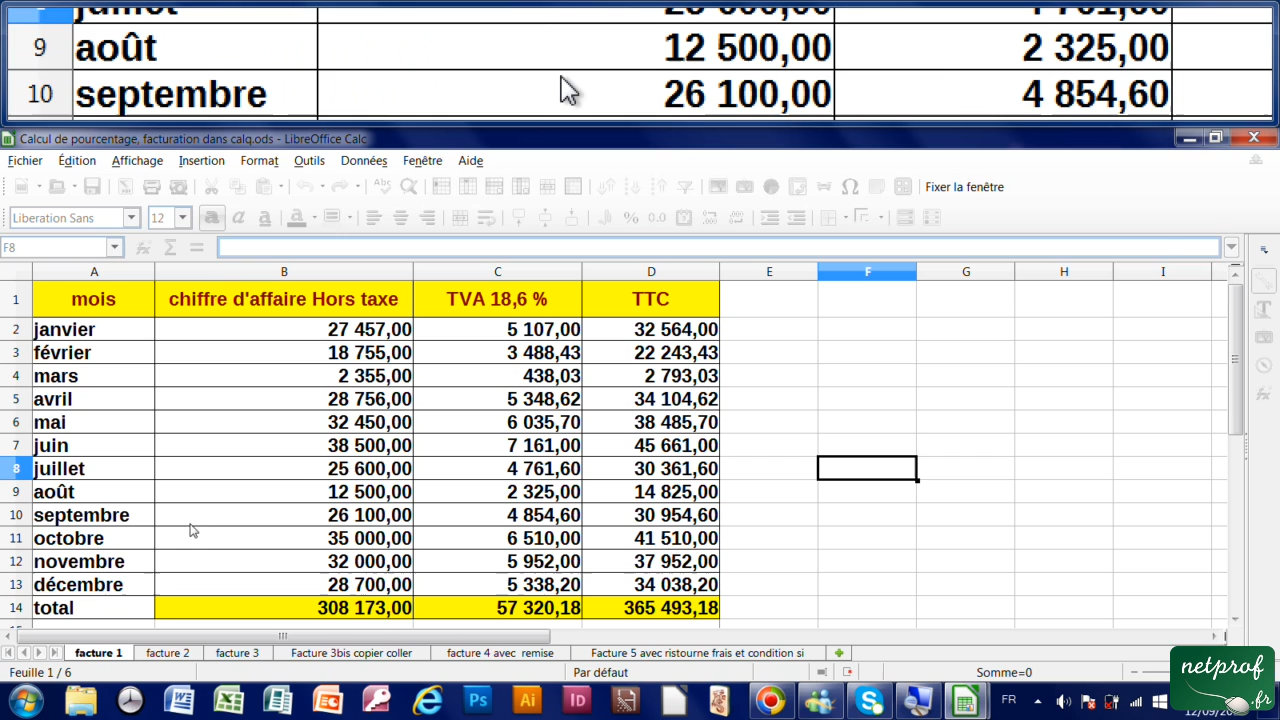 août 12 500,00 2 325,00
9
septembre 26 100,00 4 854,60
10
Calcul de pourcentage, facturation dans calq.ods - LibreOffice Calc
Fichier Édition Affichage Insertion Format Outils Données Fenêtre Aide
Fixer la fenêtre
Liberation Sans 12
F8
A B C D E F G H I
1 mois chiffre d'affaire Hors taxe TVA 18,6 % TTC
2 janvier 27 457,00 5 107,00 32 564,00
3 février 18 755,00 3 488,43 22 243,43
4 mars 2 355,00 438,03 2 793,03
5 avril 28 756,00 5 348,62 34 104,62
6 mai 32 450,00 6 035,70 38 485,70
7 juin 38 500,00 7 161,00 45 661,00
8 juillet 25 600,00 4 761,60 30 361,60
9 août 12 500,00 2 325,00 14 825,00
10 septembre 26 100,00 4 854,60 30 954,60
11 octobre 35 000,00 6 510,00 41 510,00
12 novembre 32 000,00 5 952,00 37 952,00
13 décembre 28 700,00 5 338,20 34 038,20
14 total 308 173,00 57 320,18 365 493,18
facture 1 facture 2 facture 3 Facture 3bis copier coller facture 4 avec remise Facture 5 avec ristourne frais et condition si
Feuille 1 / 6 Par défaut Somme=0
netprof
.fr
Ps Ai Id FR